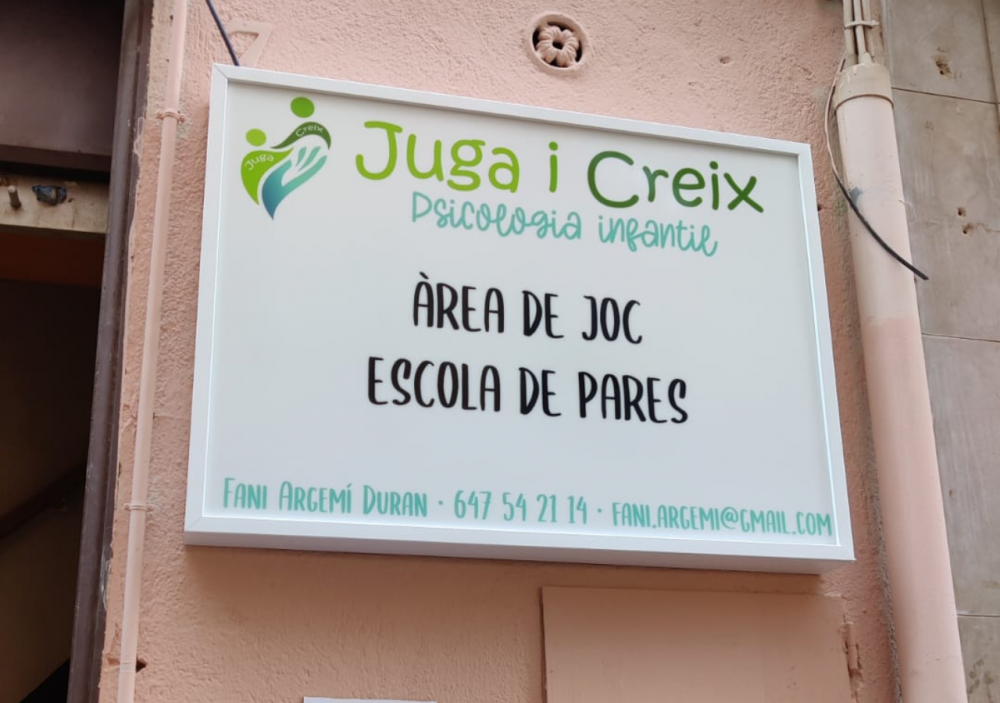 Juga
Creix
Juga i Creix
Psicologia infantil
ÀREA DE JOC
ESCOLA DE PARES
FANI ARGEMÍ DURAN · 647 54 21 14 · FANI.ARGEMI@GMAIL.COM